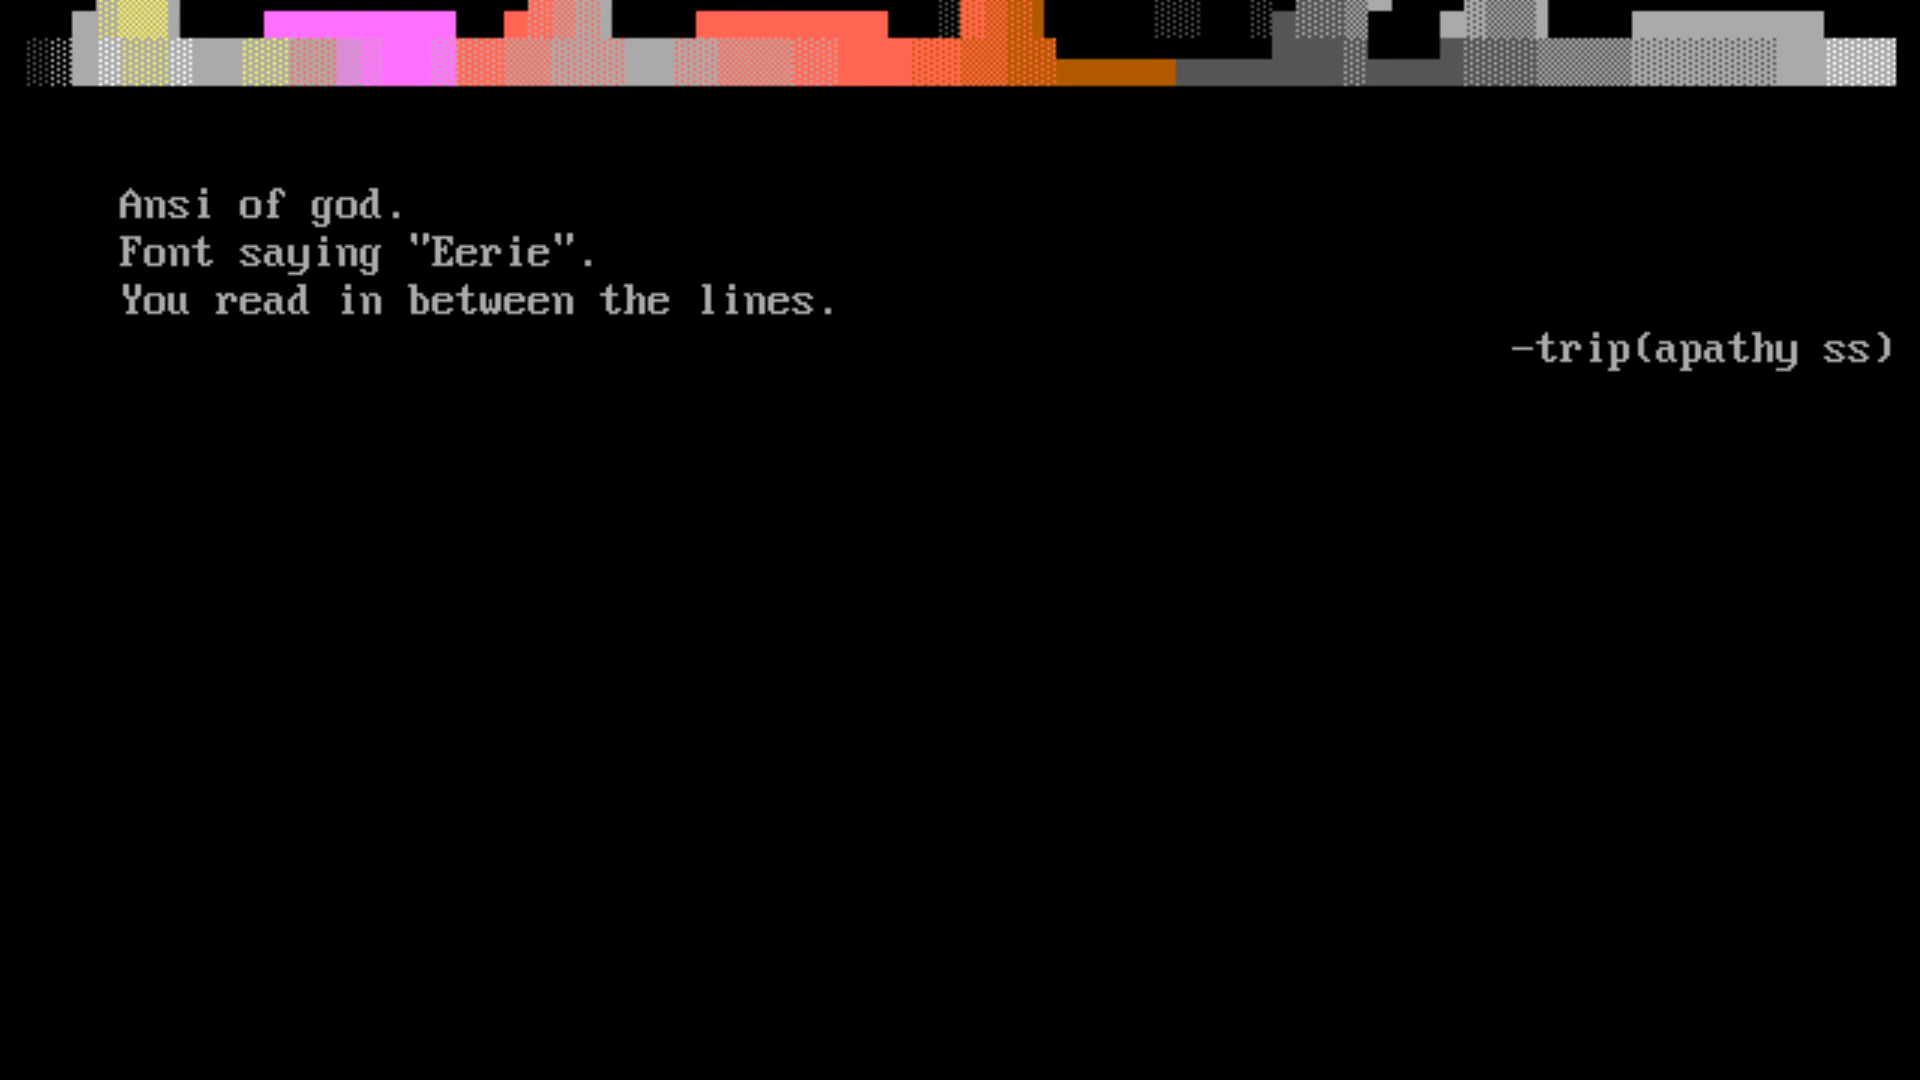 Ansi of god.
Font saying "Eerie".
You read in between the lines.
-trip(apathy ss)